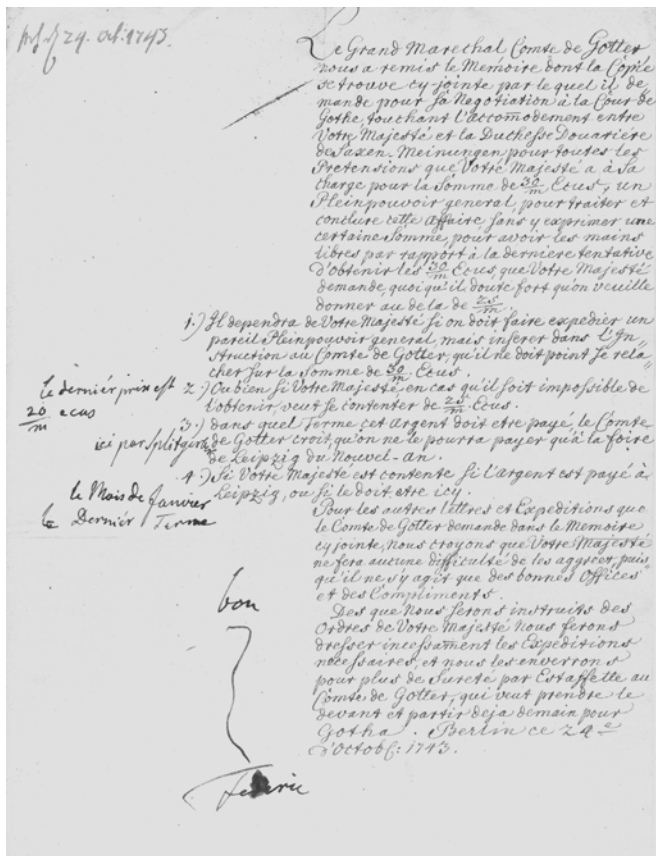 24. oct. 1743.
Le Grand Marechal Comte de Gotter
nous a remis le Memoire dont la Copie
se trouve cy jointe par le quel il de=
mande pour sa Negotiation à la Cour de
Gothe, touchant l'accomodement entre
Votre Majesté et la Duchesse Douariére
de Saxen-Meinungen pour toutes les
Pretensions que Votre Majesté a à Sa
charge pour la Somme de 30/m Ecus, un
Pleinpouvoir general, pour traiter et
conclure cette Affaire sans y exprimer une
certaine Somme, pour avoir les mains
libres par rapport à la derniere tentative
d'obtenir les 30/m Ecus, que Votre Majesté
demande, quoi qu'il doute fort qu'on veuille
donner au de la de 25/m
1.) Il dependra de Votre Majesté si on doit faire expedier un
pareil Pleinpouvoir general, mais inserer dans l'In=
struction au Comte de Gotter, qu'il ne doit point se rela=
cher sur la Somme de 30/m Ecus.
2.) Ou bien si Votre Majesté, en cas qu'il soit impossible de
l'obtenir, veut se contenter de 25/m Ecus.
le derniér prix est
20/m ecus
3.) dans quel Terme cet Argent doit etre payé, le Comte
de Gotter croit, qu'on ne le pourra payer qu'à la foire
de Leipzig du Nouvel-an.
ici par Splitgerber
4.) Si Votre Majesté est contente si l'argent est payé à
Leipzig, ou si le doit etre icy.
le Mois de Janvier
le Derniér Terme
Pour les autres lettres et Expeditions que
le Comte de Gotter demande dans le Memoire
cy jointe, nous croyons que Votre Majesté
ne fera aucune difficulté de les aggréer, puis
qu'il ne s'y agit que des bonnes Offices
et des Compliments.
bon
Des que Nous serons instruits des
Ordres de Votre Majesté nous ferons
dresser incessament les Expeditions
necessaires, et nous les enverrons
pour plus de Sureté par Estaffette au
Comte de Gotter, qui veut prendre le
devant et partir deja demain pour
Gotha. Berlin ce 24e
d'Octobr: 1743.
Federic